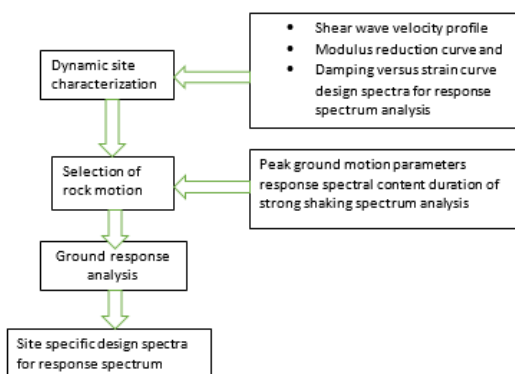 Dynamic site
characterization
• Shear wave velocity profile
• Modulus reduction curve and
• Damping versus strain curve
design spectra for response
spectrum analysis
Selection of
rock motion
Peak ground motion parameters
response spectral content duration of
strong shaking spectrum analysis
Ground response
analysis
Site specific design spectra
for response spectrum